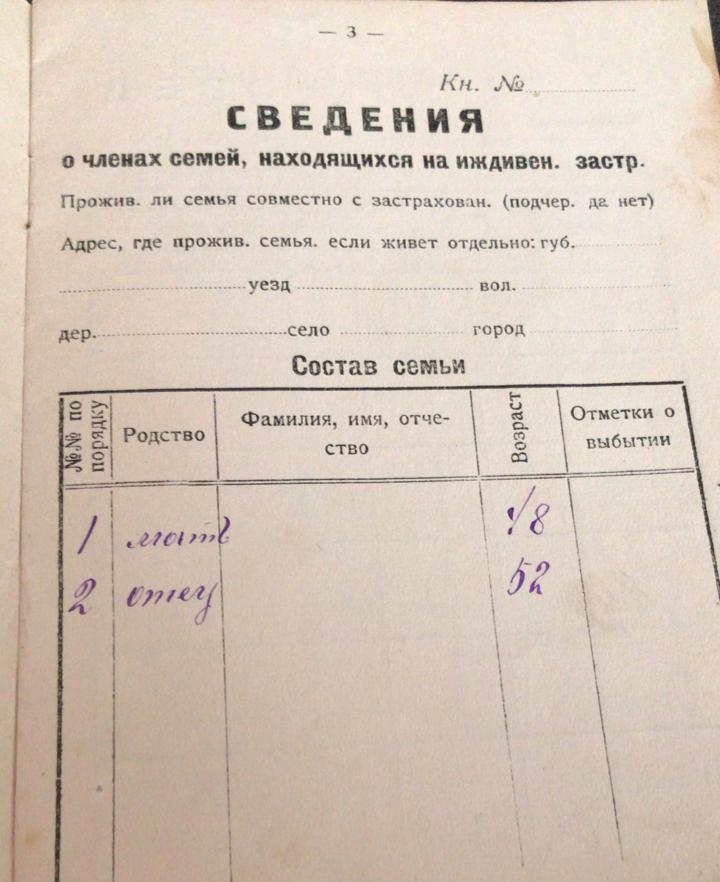 — 3 —
Кн. №
СВЕДЕНИЯ
о членах семей, находящихся на иждивен. застр.
Прожив. ли семья совместно с застрахован. (подчер. да нет)
Адрес, где прожив. семья. если живет отдельно: губ.
уезд вол.
дер. село город
Состав семьи
№№ по порядку Родство Фамилия, имя, отче-ство Возраст Отметки о выбытии
1 мать 48
2 отец 52